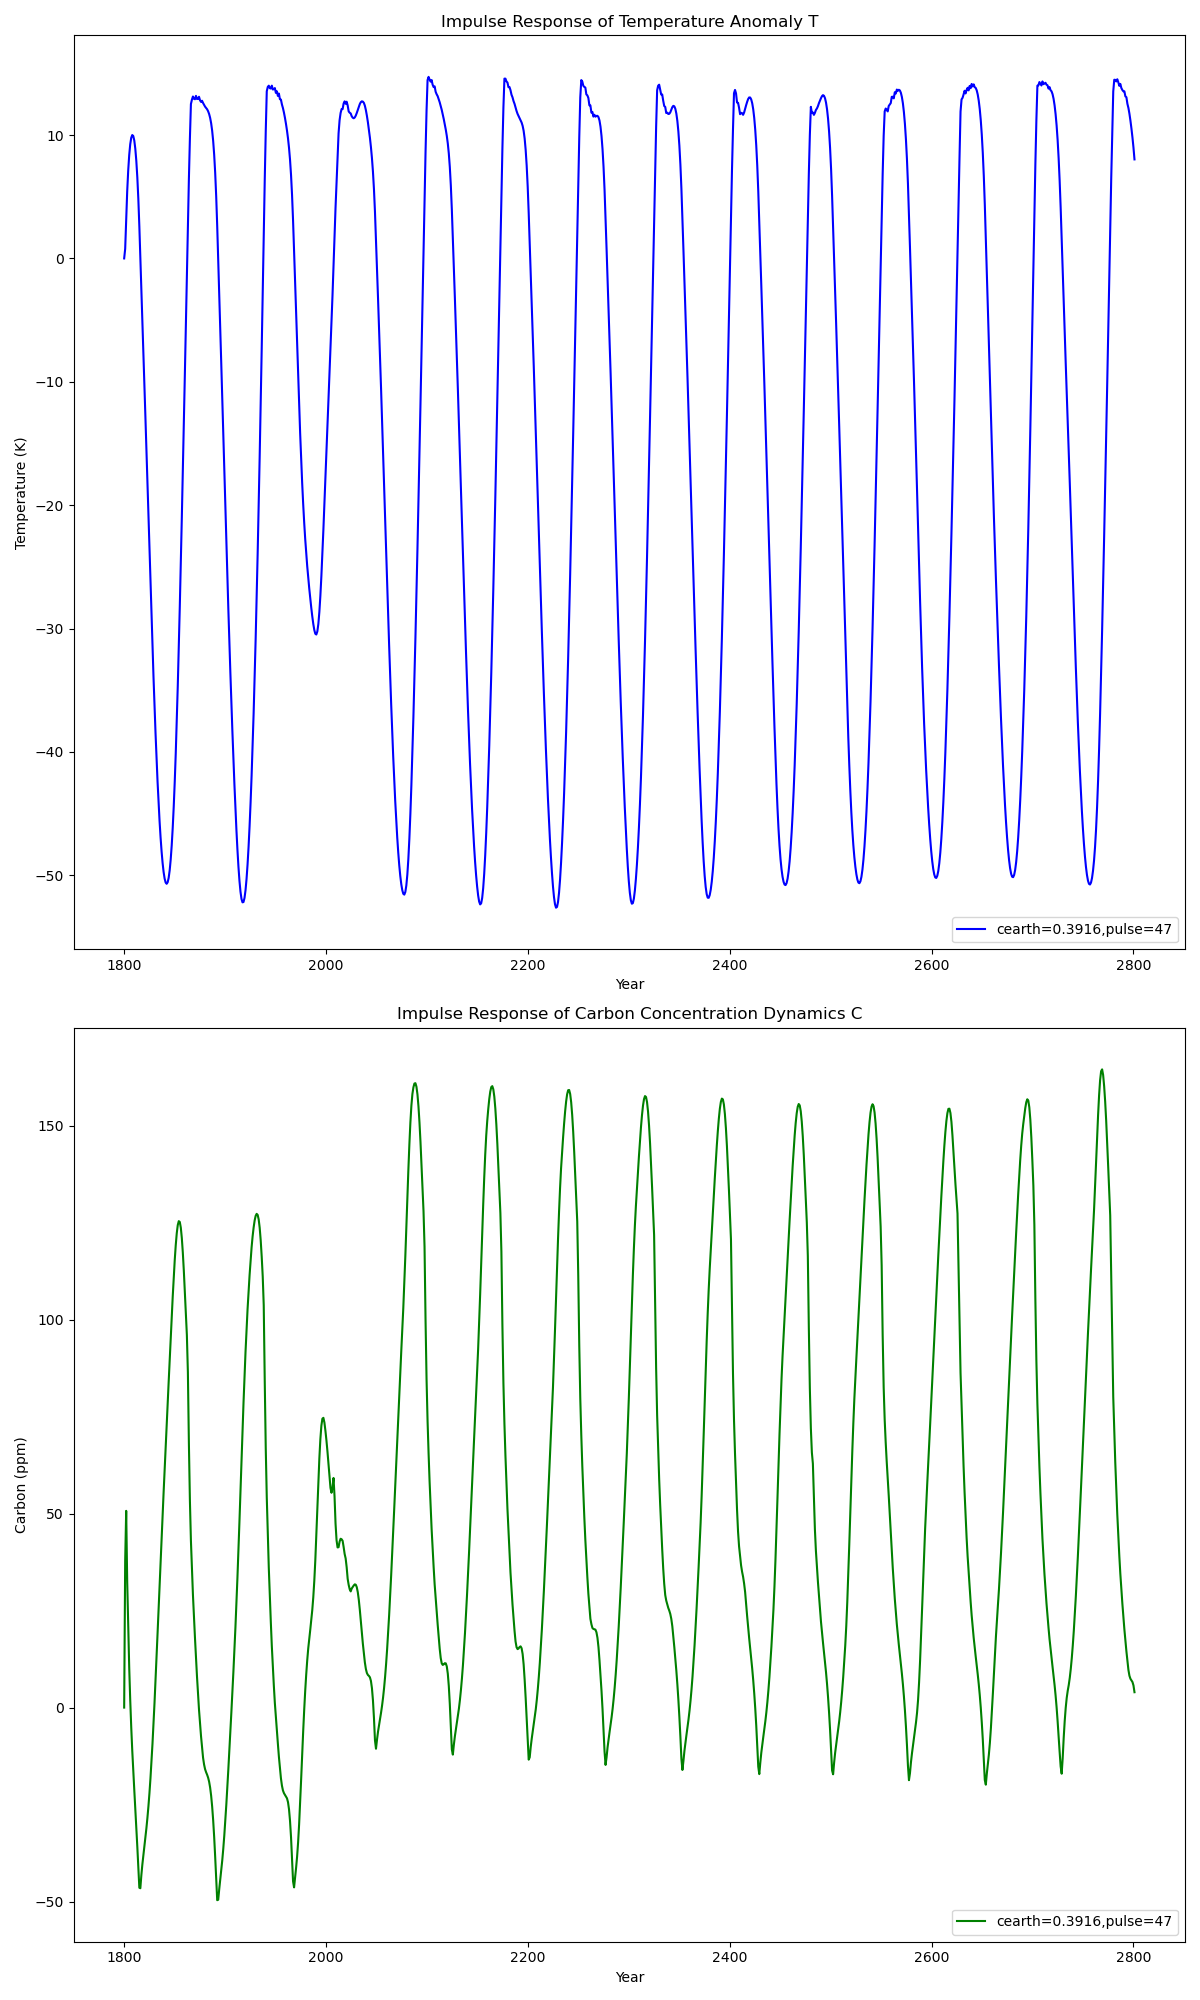 Impulse Response of Temperature Anomaly T
10
0
−10
−20
−30
−40
−50
Temperature (K)
cearth=0.3916,pulse=47
1800 2000 2200 2400 2600 2800
Year
Impulse Response of Carbon Concentration Dynamics C
150
100
50
0
−50
Carbon (ppm)
cearth=0.3916,pulse=47
1800 2000 2200 2400 2600 2800
Year